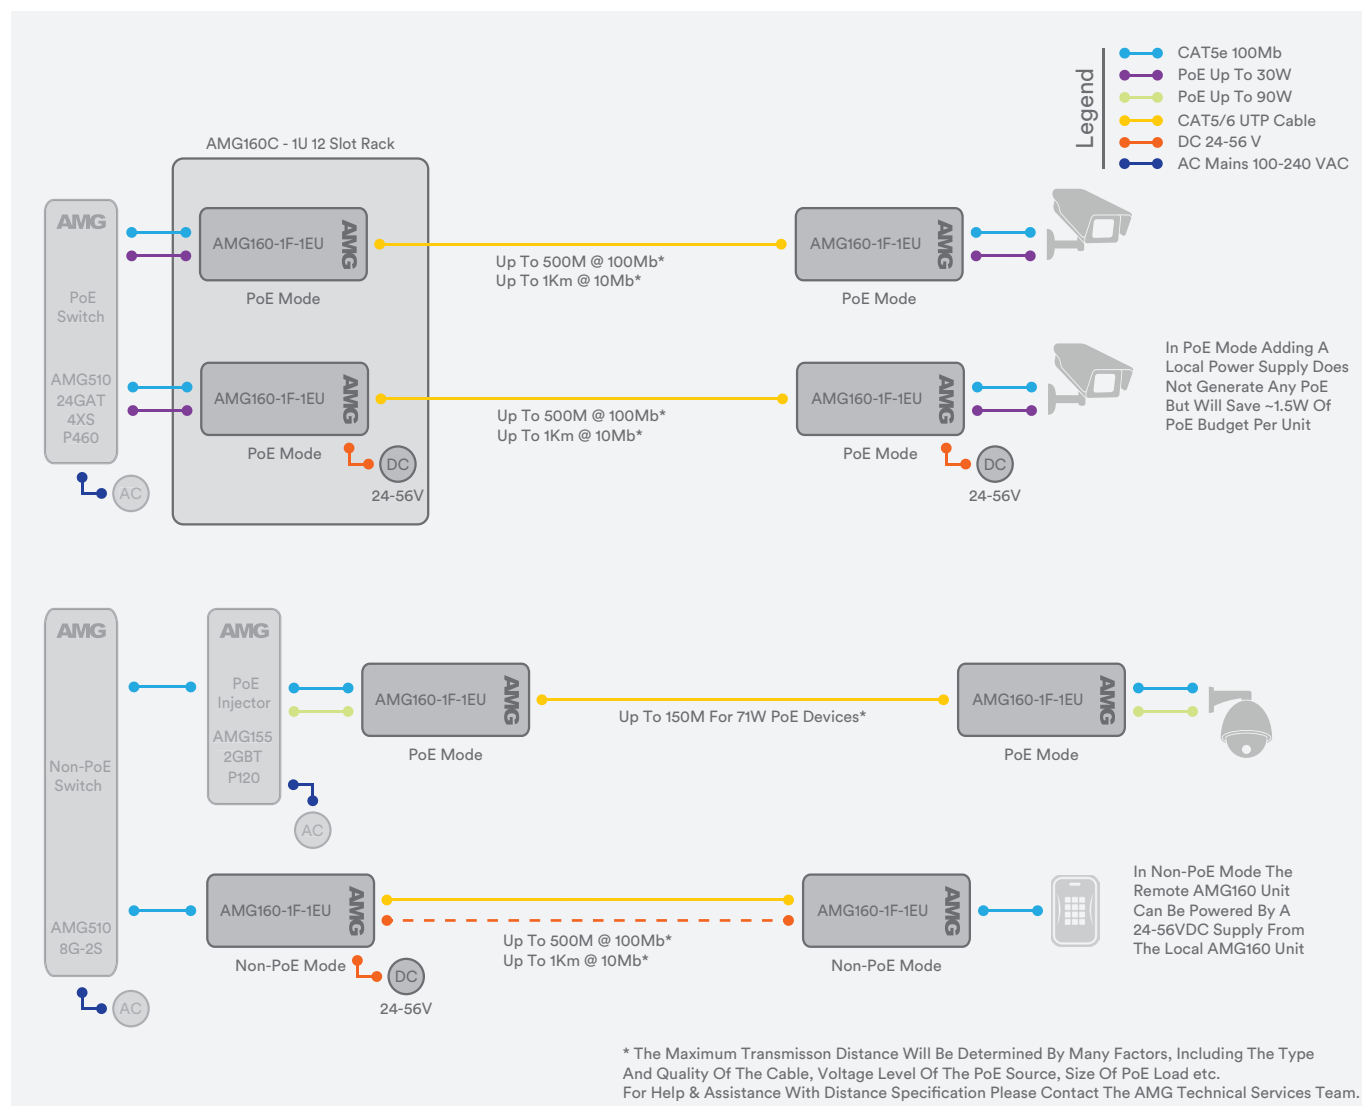 Legend
CAT5e 100Mb
PoE Up To 30W
PoE Up To 90W
CAT5/6 UTP Cable
DC 24-56 V
AC Mains 100-240 VAC
AMG160C - 1U 12 Slot Rack
AMG
PoE
Switch
AMG510
24GAT
4XS
P460
AC
AMG160-1F-1EU
AMG
PoE Mode
Up To 500M @ 100Mb*
Up To 1Km @ 10Mb*
AMG160-1F-1EU
AMG
PoE Mode
AMG160-1F-1EU
AMG
PoE Mode
DC
24-56V
Up To 500M @ 100Mb*
Up To 1Km @ 10Mb*
AMG160-1F-1EU
AMG
PoE Mode
DC
24-56V
In PoE Mode Adding A
Local Power Supply Does
Not Generate Any PoE
But Will Save ~1.5W Of
PoE Budget Per Unit
AMG
Non-PoE
Switch
AMG510
8G-2S
AC
AMG
PoE
Injector
AMG155
2GBT
P120
AC
AMG160-1F-1EU
AMG
PoE Mode
Up To 150M For 71W PoE Devices*
AMG160-1F-1EU
AMG
PoE Mode
AMG160-1F-1EU
AMG
Non-PoE Mode
DC
24-56V
Up To 500M @ 100Mb*
Up To 1Km @ 10Mb*
AMG160-1F-1EU
AMG
Non-PoE Mode
In Non-PoE Mode The
Remote AMG160 Unit
Can Be Powered By A
24-56VDC Supply From
The Local AMG160 Unit
* The Maximum Transmisson Distance Will Be Determined By Many Factors, Including The Type
And Quality Of The Cable, Voltage Level Of The PoE Source, Size Of PoE Load etc.
For Help & Assistance With Distance Specification Please Contact The AMG Technical Services Team.